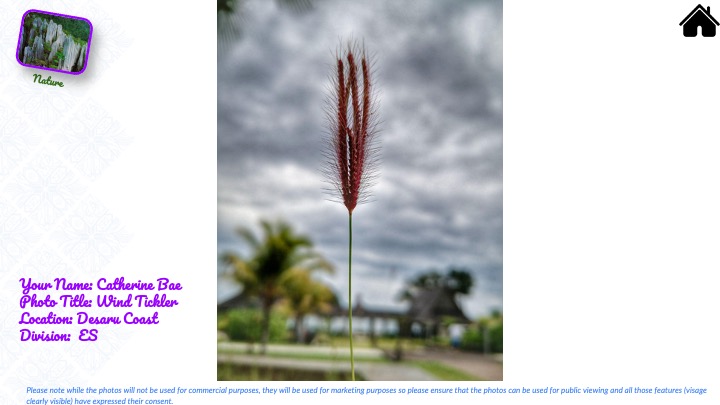 Nature
Your Name: Catherine Bae
Photo Title: Wind Tickler
Location: Desaru Coast
Division:  ES
Please note while the photos will not be used for commercial purposes, they will be used for marketing purposes so please ensure that the photos can be used for public viewing and all those features (visage
clearly visible) have expressed their consent.